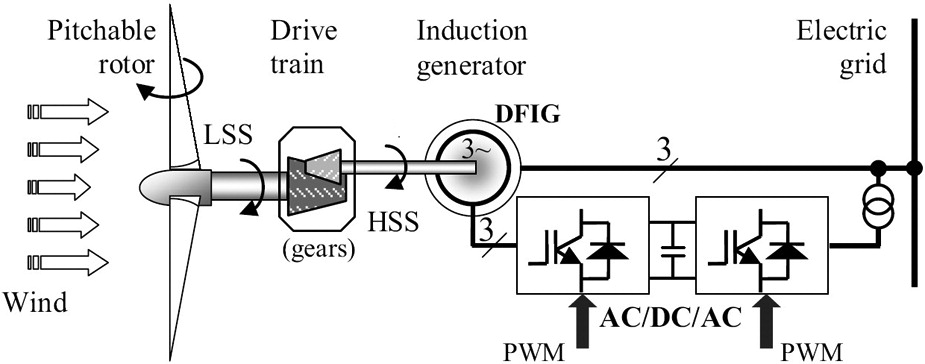 Pitchable
rotor
Drive
train
Induction
generator
Electric
grid
DFIG
LSS
3~
3
HSS
(gears)
3
Wind
AC/DC/AC
PWM
PWM